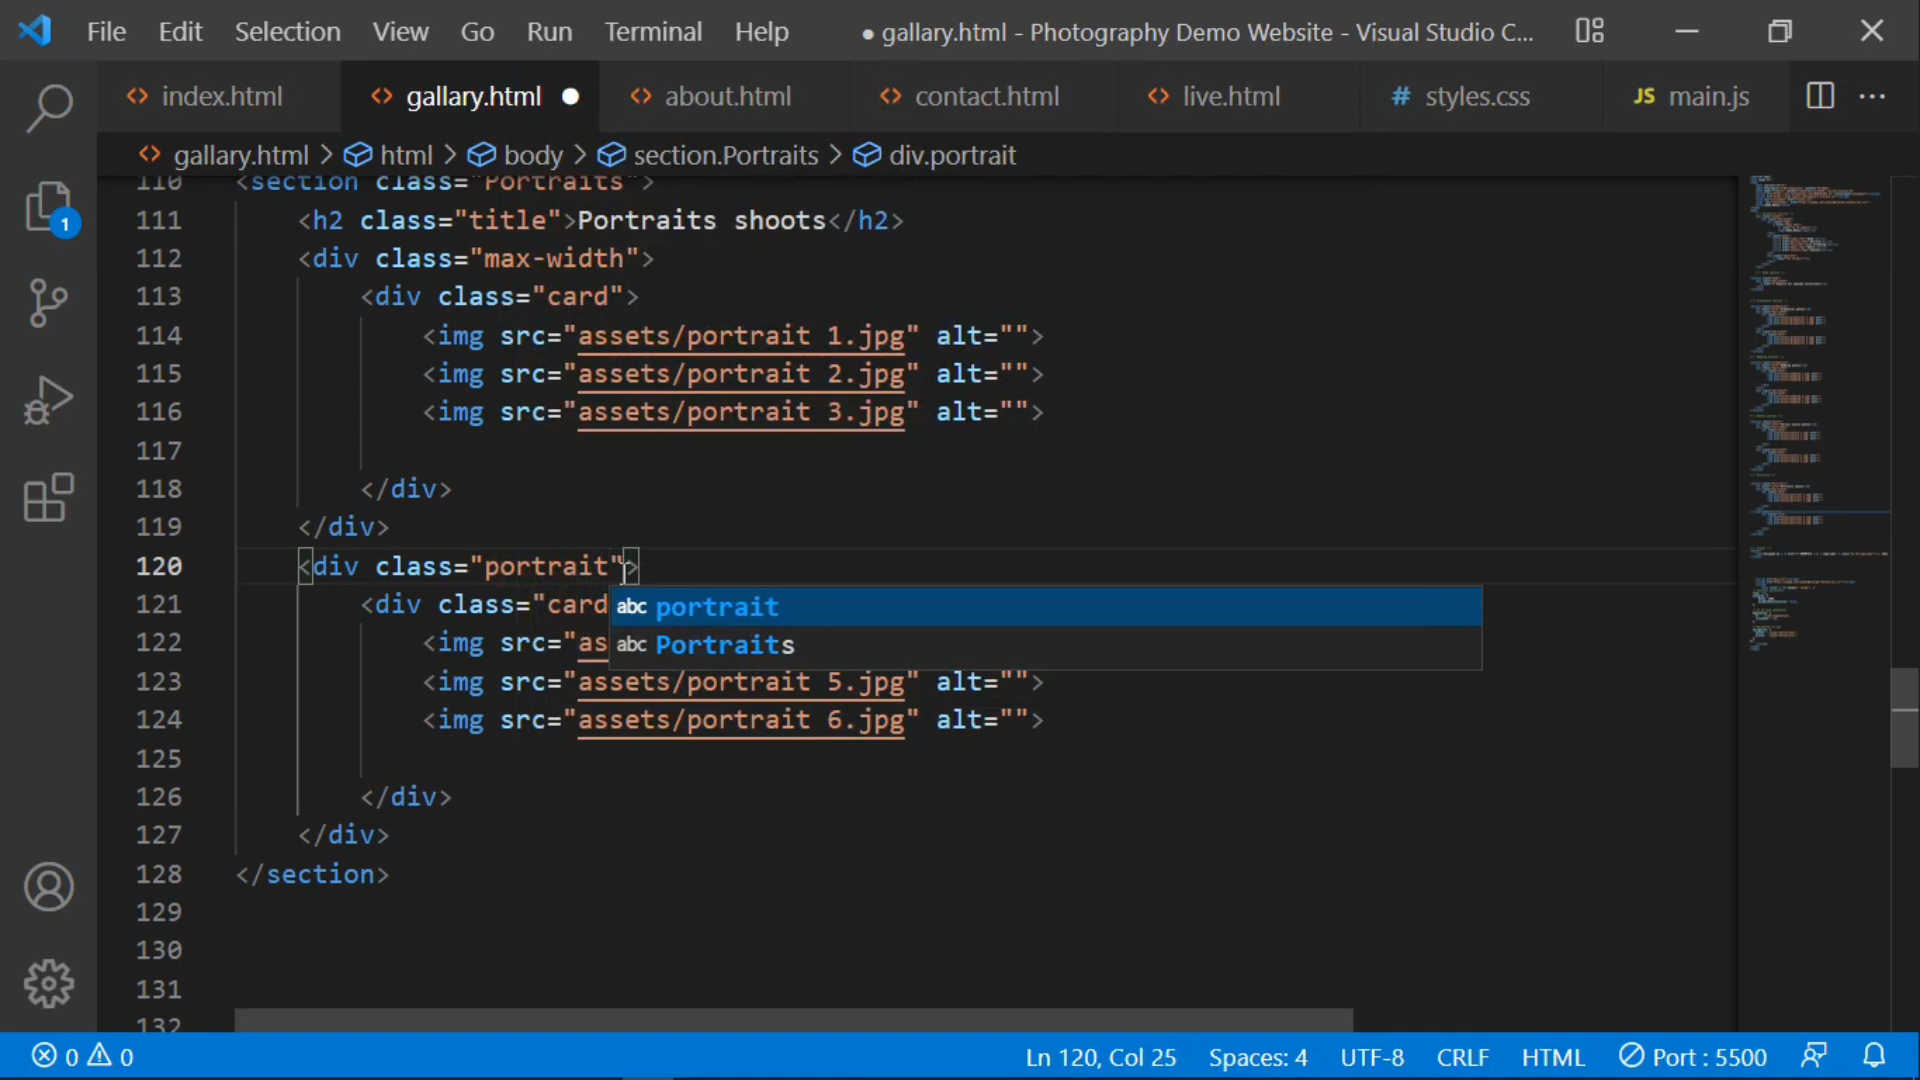 File Edit Selection View Go Run Terminal Help ● gallary.html - Photography Demo Website - Visual Studio C...
index.html gallary.html ● about.html contact.html live.html # styles.css JS main.js ...
gallary.html > html > body > section.Portraits > div.portrait
110 <section class="Portraits">
111 <h2 class="title">Portraits shoots</h2>
112 <div class="max-width">
113 <div class="card">
114 <img src="assets/portrait 1.jpg" alt="">
115 <img src="assets/portrait 2.jpg" alt="">
116 <img src="assets/portrait 3.jpg" alt="">
117
118 </div>
119 </div>
120 <div class="portrait">
121 <div class="card
abc portrait
122 <img src="as
abc Portraits
123 <img src="assets/portrait 5.jpg" alt="">
124 <img src="assets/portrait 6.jpg" alt="">
125
126 </div>
127 </div>
128 </section>
129
130
131
132
1
0 0 Ln 120, Col 25 Spaces: 4 UTF-8 CRLF HTML Port : 5500